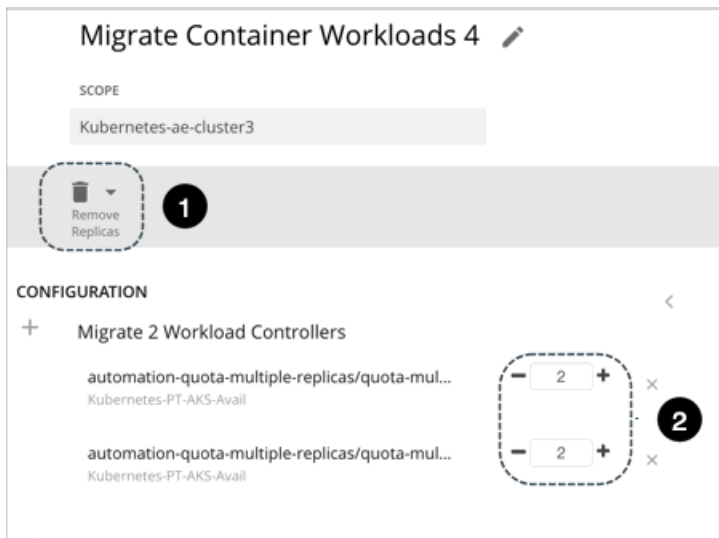 Migrate Container Workloads 4
SCOPE
Kubernetes-ae-cluster3
Remove
Replicas
1
CONFIGURATION
Migrate 2 Workload Controllers
automation-quota-multiple-replicas/quota-mul... 2
Kubernetes-PT-AKS-Avail
2
automation-quota-multiple-replicas/quota-mul... 2
Kubernetes-PT-AKS-Avail